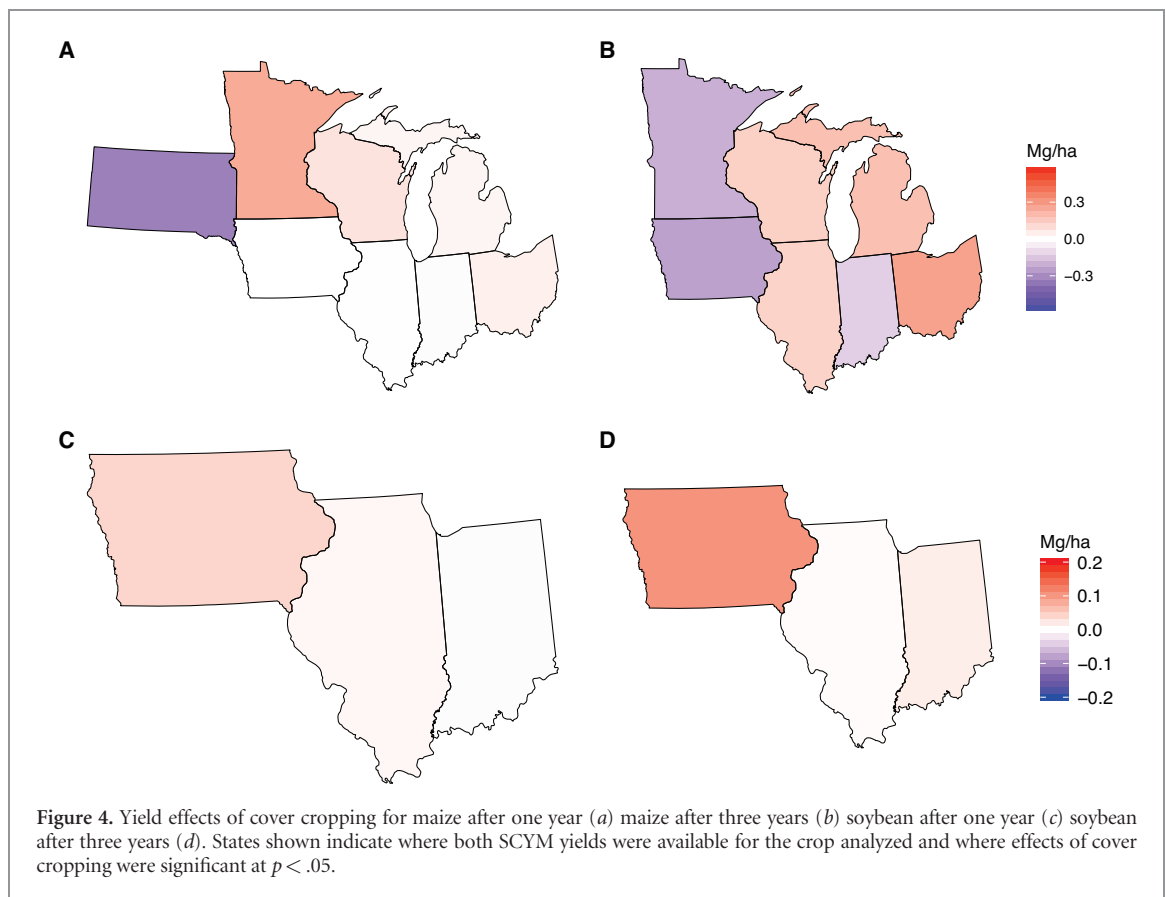 A
B
Mg/ha
0.3
0.0
−0.3
C
D
Mg/ha
0.2
0.1
0.0
−0.1
−0.2
Figure 4. Yield effects of cover cropping for maize after one year (a) maize after three years (b) soybean after one year (c) soybean
after three years (d). States shown indicate where both SCYM yields were available for the crop analyzed and where effects of cover
cropping were significant at p < .05.